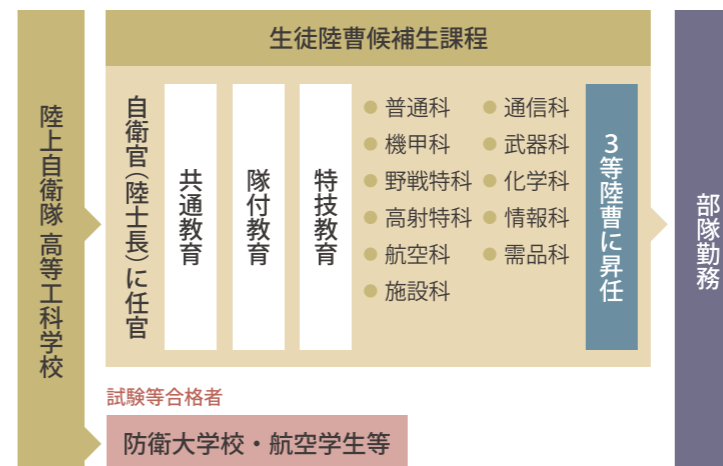 陸上自衛隊 高等工科学校
生徒陸曹候補生課程
自衛官(陸士長)に任官
共通教育
隊付教育
特技教育
普通科
機甲科
野戦特科
高射特科
航空科
施設科
通信科
武器科
化学科
情報科
需品科
3等陸曹に昇任
部隊勤務
試験等合格者
防衛大学校・航空学生等